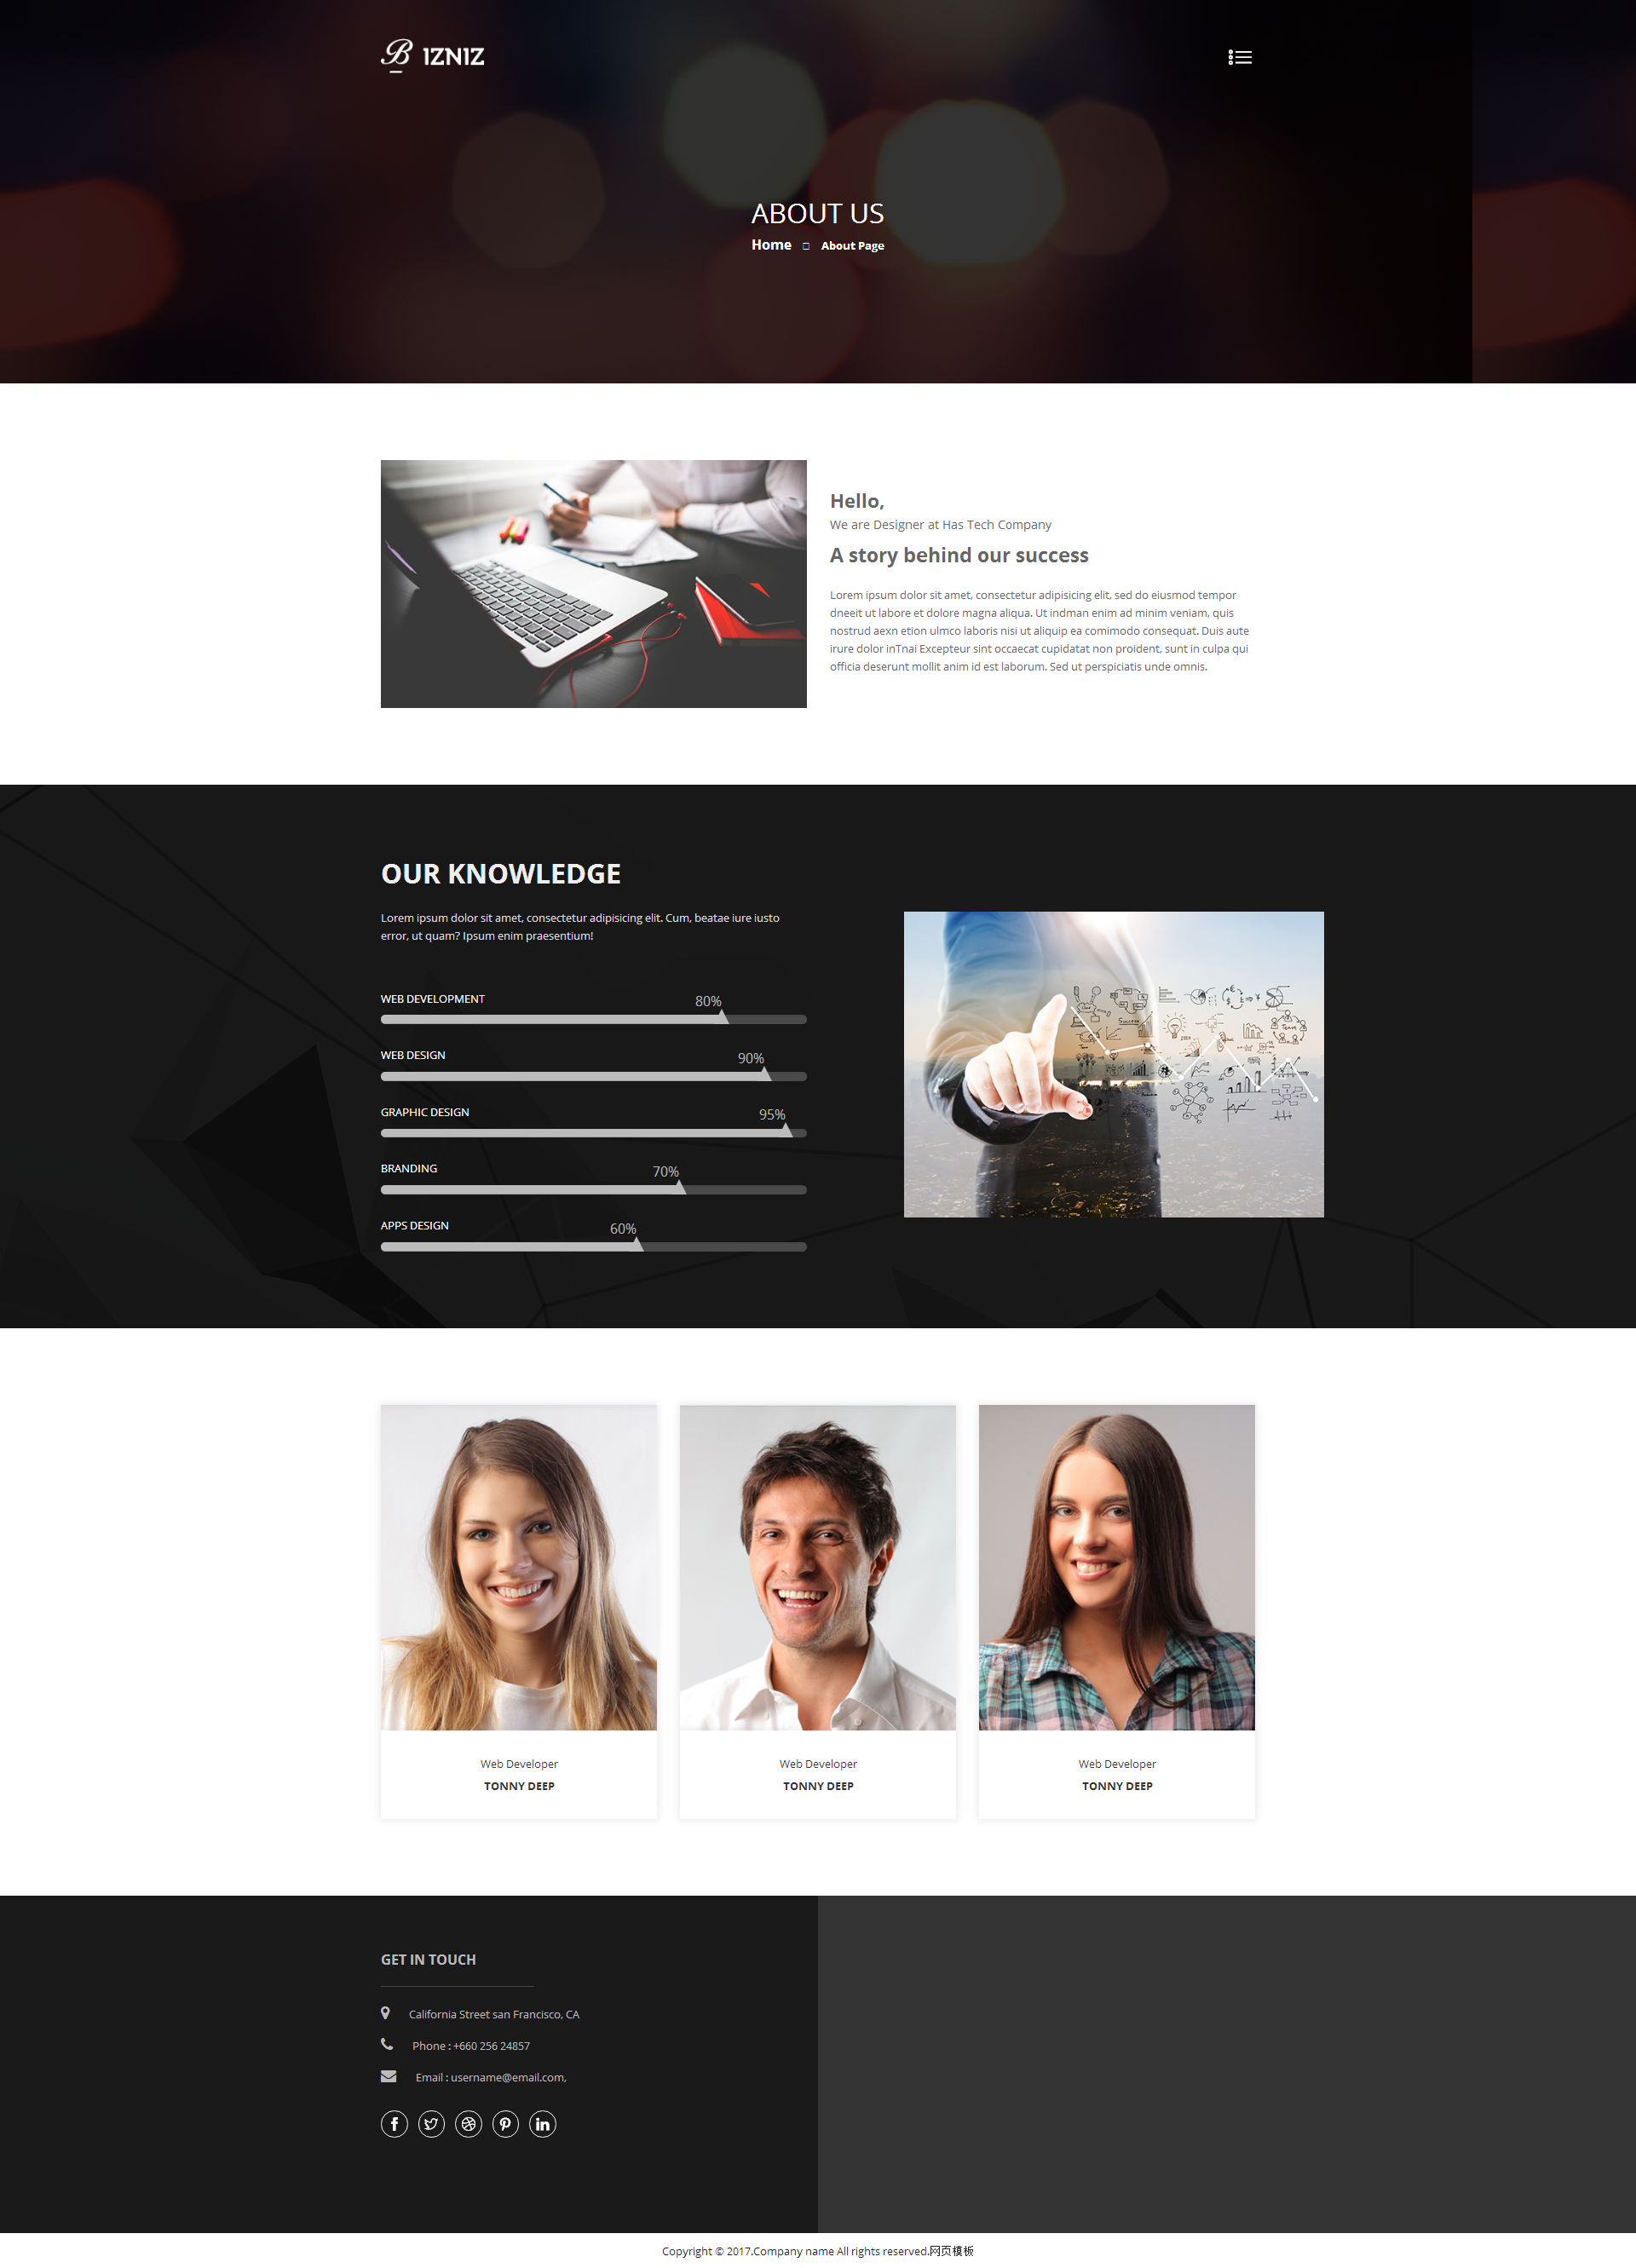 B IZNIZ
ABOUT US
Home □ About Page
Hello,
We are Designer at Has Tech Company
A story behind our success
Lorem ipsum dolor sit amet, consectetur adipisicing elit, sed do eiusmod tempor
dneeit ut labore et dolore magna aliqua. Ut indman enim ad minim veniam, quis
nostrud aexn etion ulmco laboris nisi ut aliquip ea comimodo consequat. Duis aute
irure dolor inTnai Excepteur sint occaecat cupidatat non proident, sunt in culpa qui
officia deserunt mollit anim id est laborum. Sed ut perspiciatis unde omnis.
OUR KNOWLEDGE
Lorem ipsum dolor sit amet, consectetur adipisicing elit. Cum, beatae iure iusto
error, ut quam? Ipsum enim praesentium!
WEB DEVELOPMENT 80%
WEB DESIGN 90%
GRAPHIC DESIGN 95%
BRANDING 70%
APPS DESIGN 60%
Success
Team
Web Developer
TONNY DEEP
Web Developer
TONNY DEEP
Web Developer
TONNY DEEP
GET IN TOUCH
California Street san Francisco, CA
Phone : +660 256 24857
Email : username@email.com,
Copyright © 2017.Company name All rights reserved.网页模板